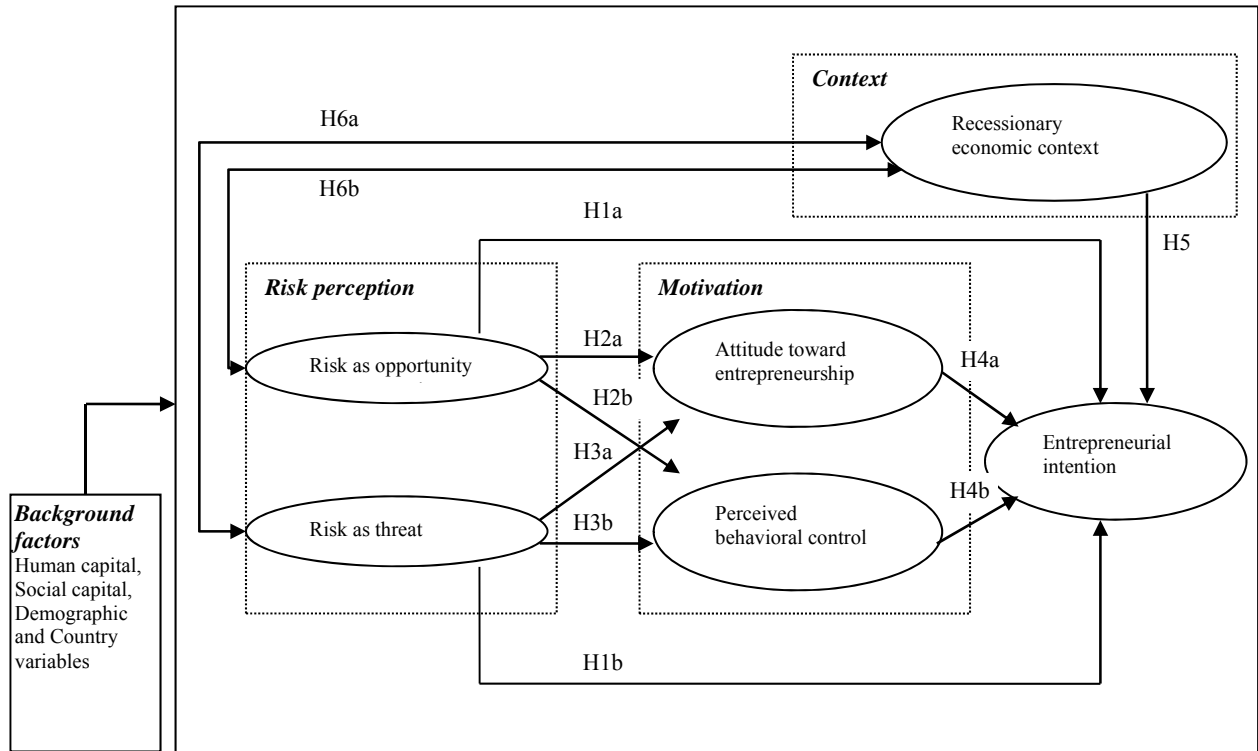 Context
Recessionary
economic context
H6a
H6b
H1a
H5
Risk perception
Motivation
Risk as opportunity
H2a
Attitude toward
entrepreneurship
H4a
H2b
H3a
Entrepreneurial
intention
H4b
Risk as threat
H3b
Perceived
behavioral control
Background
factors
Human capital,
Social capital,
Demographic
and Country
variables
H1b